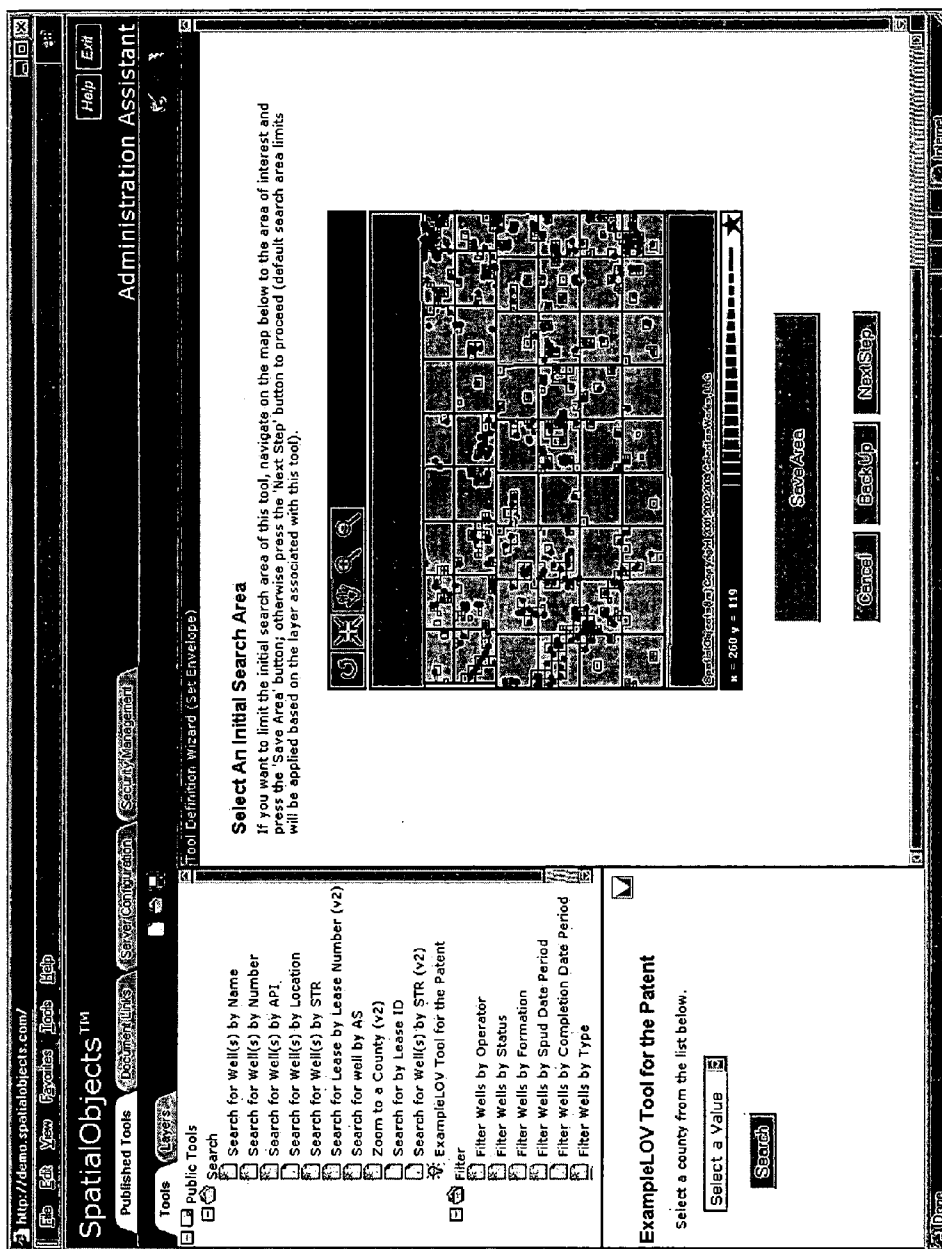 http://demo.spatialobjects.com/
File Edit View Favorites Tools Help
SpatialObjects™
Help Exit
Published Tools Document Links Server Configuration Security Management
Administration Assistant
Tools Layers
Public Tools
Search
Search for Well(s) by Name
Search for Well(s) by Number
Search for Well(s) by API
Search for Well(s) by Location
Search for Well(s) by STR
Search for Lease by Lease Number (v2)
Search for well by AS
Zoom to a County (v2)
Search for by Lease ID
Search for Well(s) by STR (v2)
ExampleLOV Tool for the Patent
Filter
Filter Wells by Operator
Filter Wells by Status
Filter Wells by Formation
Filter Wells by Spud Date Period
Filter Wells by Completion Date Period
Filter Wells by Type
ExampleLOV Tool for the Patent
Select a county from the list below.
Select a Value
Search
Tool Definition Wizard (Set Envelope)
Select An Initial Search Area
If you want to limit the initial search area of this tool, navigate on the map below to the area of interest and
press the 'Save Area' button; otherwise press the 'Next Step' button to proceed (default search area limits
will be applied based on the layer associated with this tool).
x = 260 y = 119
Save Area
Cancel Back Up Next Step
Done
Internet